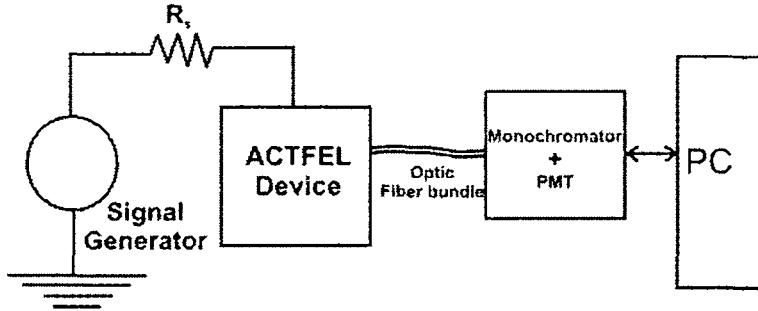 Rs
ACTFEL
Device
Signal
Generator
Optic
Fiber bundle
Monochromator
+
PMT
PC